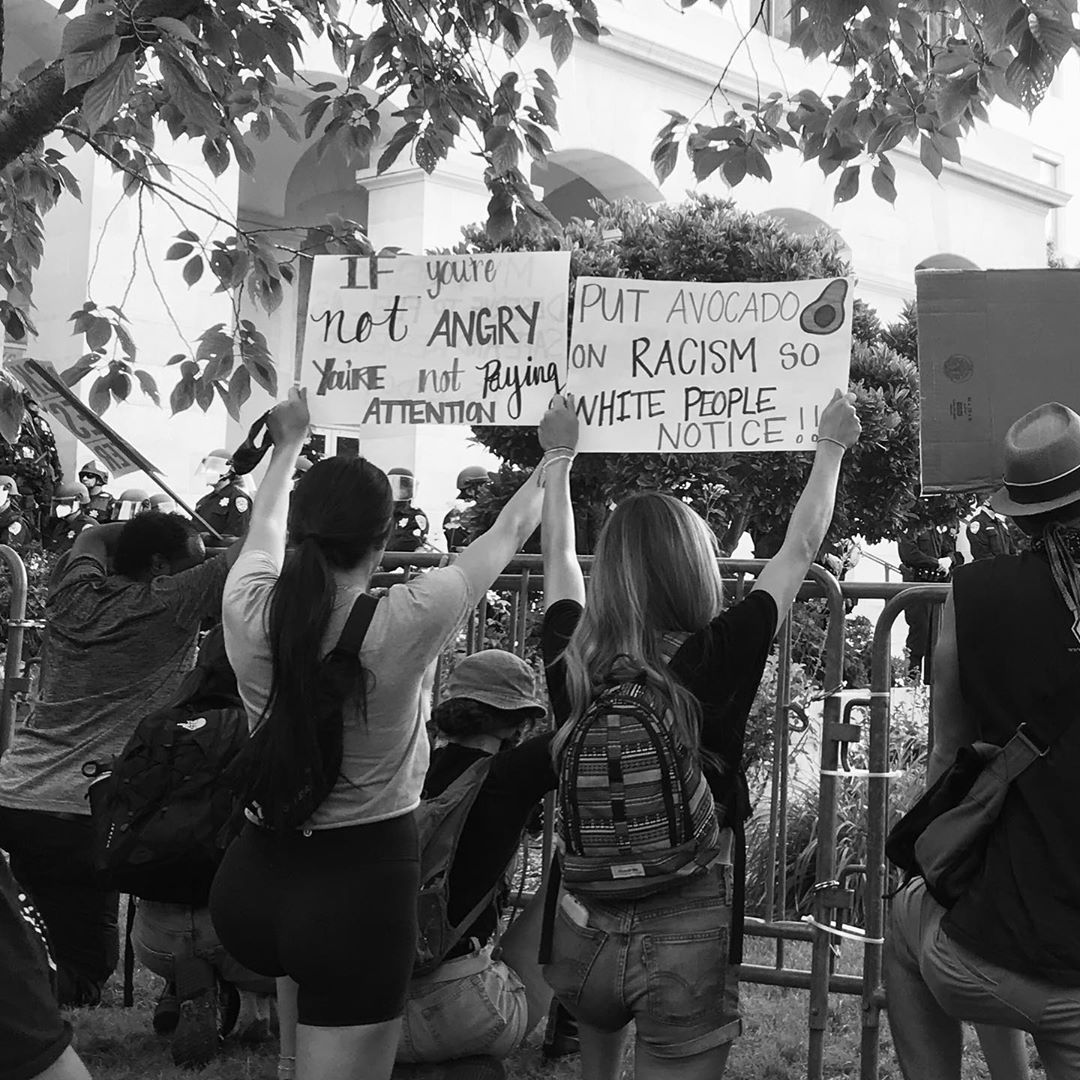 IF you're
not ANGRY
You'RE not Paying
ATTENTION
PUT AVOCADO
ON RACISM SO
WHITE PEOPLE
NOTICE !!